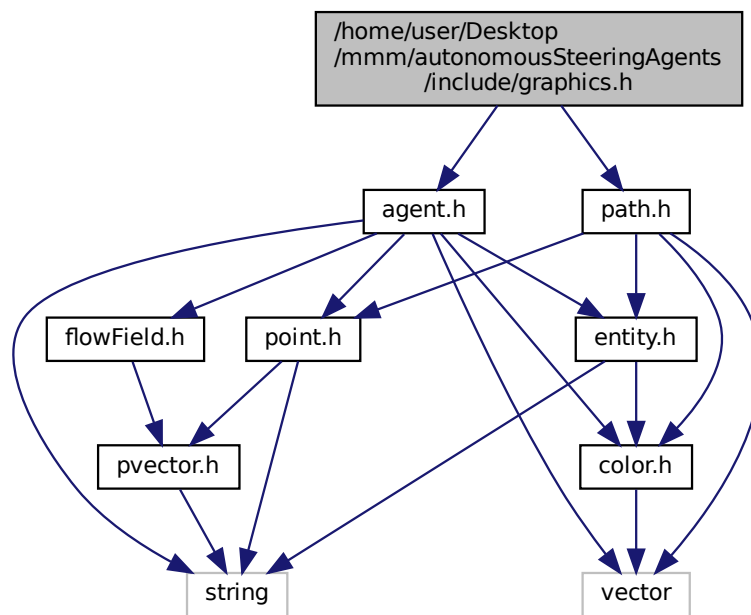 /home/user/Desktop
/mmm/autonomousSteeringAgents
/include/graphics.h
agent.h
path.h
flowField.h
point.h
entity.h
pvector.h
color.h
string
vector